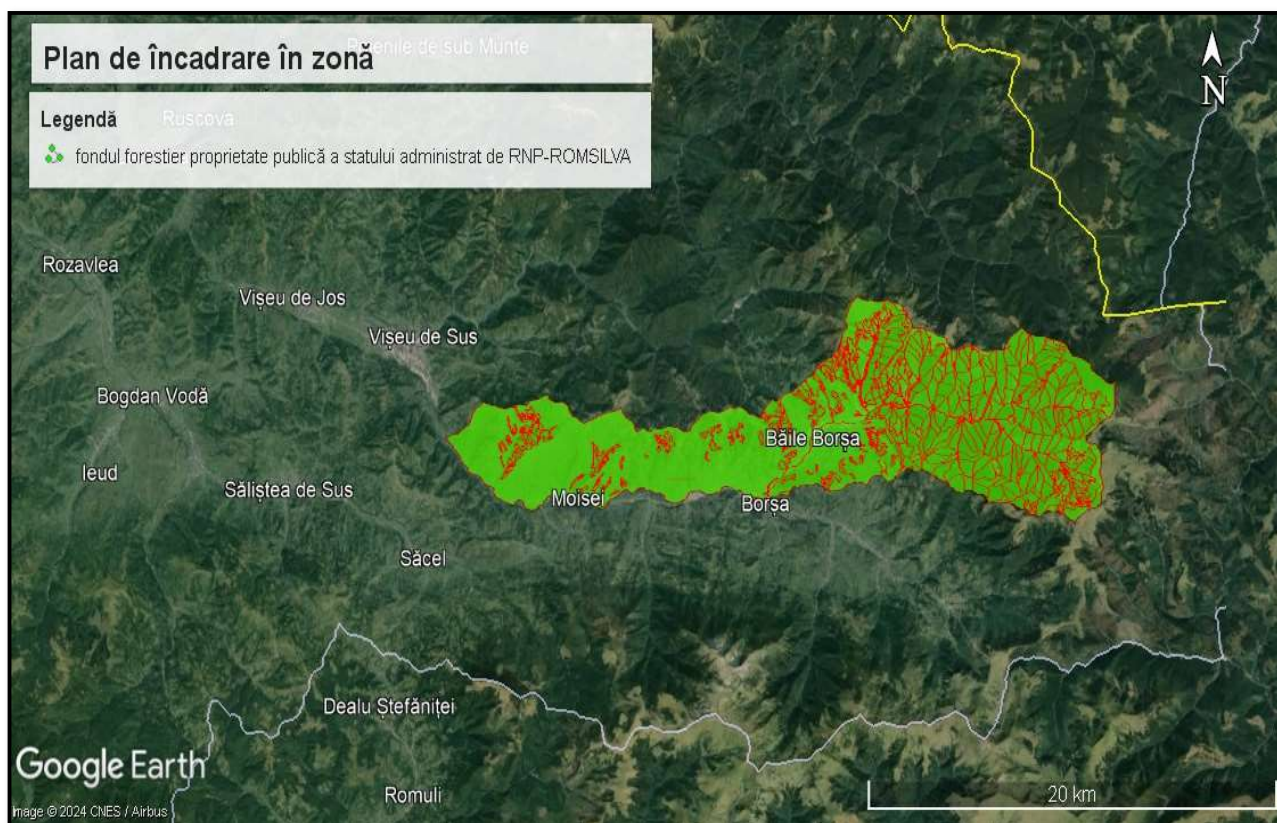 Poienile de sub Munte
Plan de încadrare în zonă
Legendă
Ruscova
fondul forestier proprietate publică a statului administrat de RNP-ROMSILVA
N
Rozavlea
Vișeu de Jos
Vișeu de Sus
Bogdan Vodă
Băile Borșa
Ieud
Săliștea de Sus
Moisei
Borșa
Săcel
Dealu Ștefăniței
Google Earth
Romuli
20 km
Image © 2024 CNES / Airbus